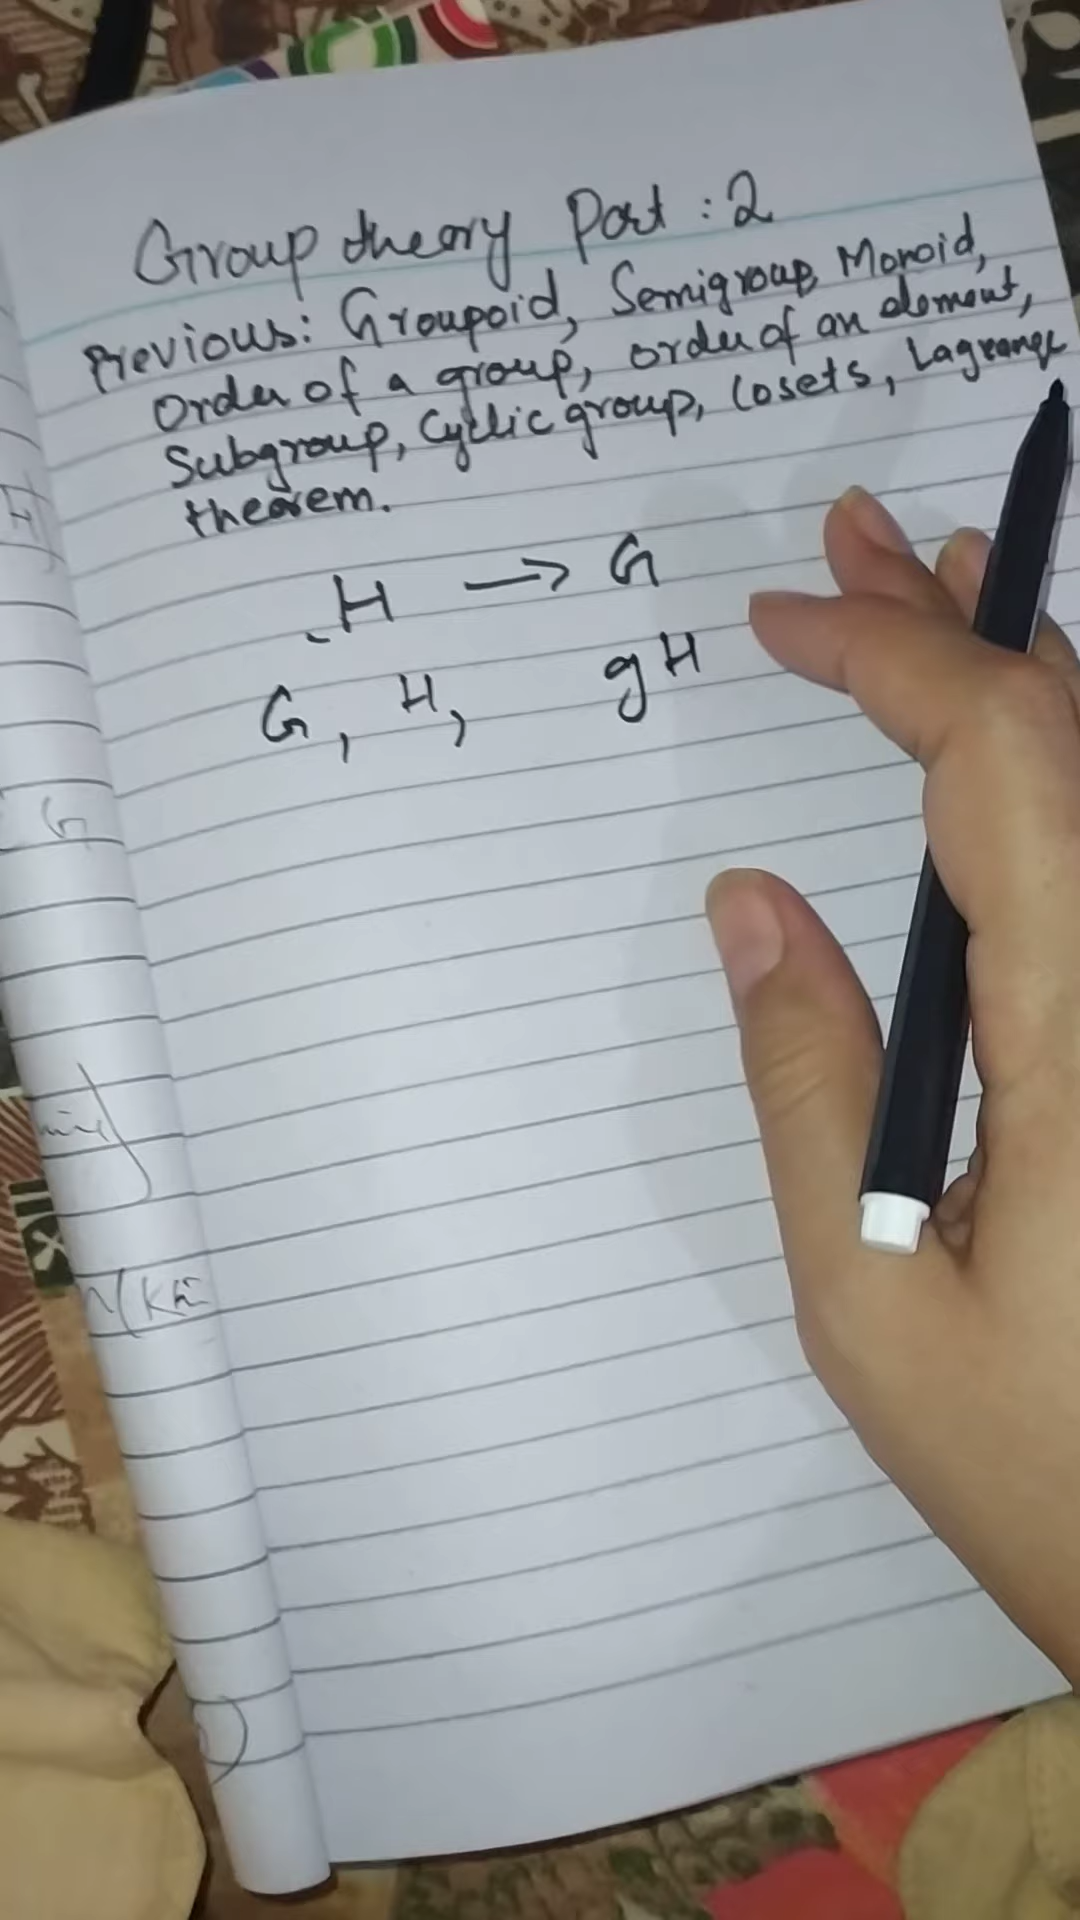 Group theory Part : 2
Previous: Groupoid, Semigroup, Monoid,
Order of a group, order of an element,
Subgroup, Cyclic group, Cosets, Lagrange
theorem.
H → G
G, H, gH
G
(KH